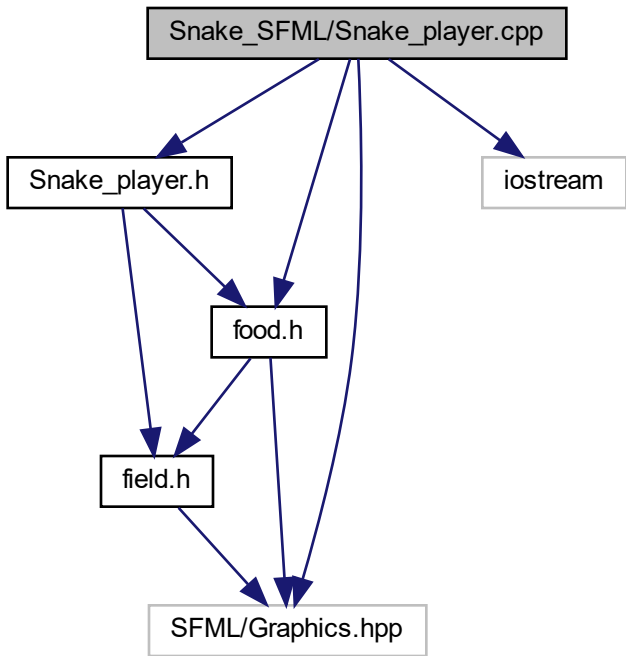 Snake_SFML/Snake_player.cpp
Snake_player.h
iostream
food.h
field.h
SFML/Graphics.hpp